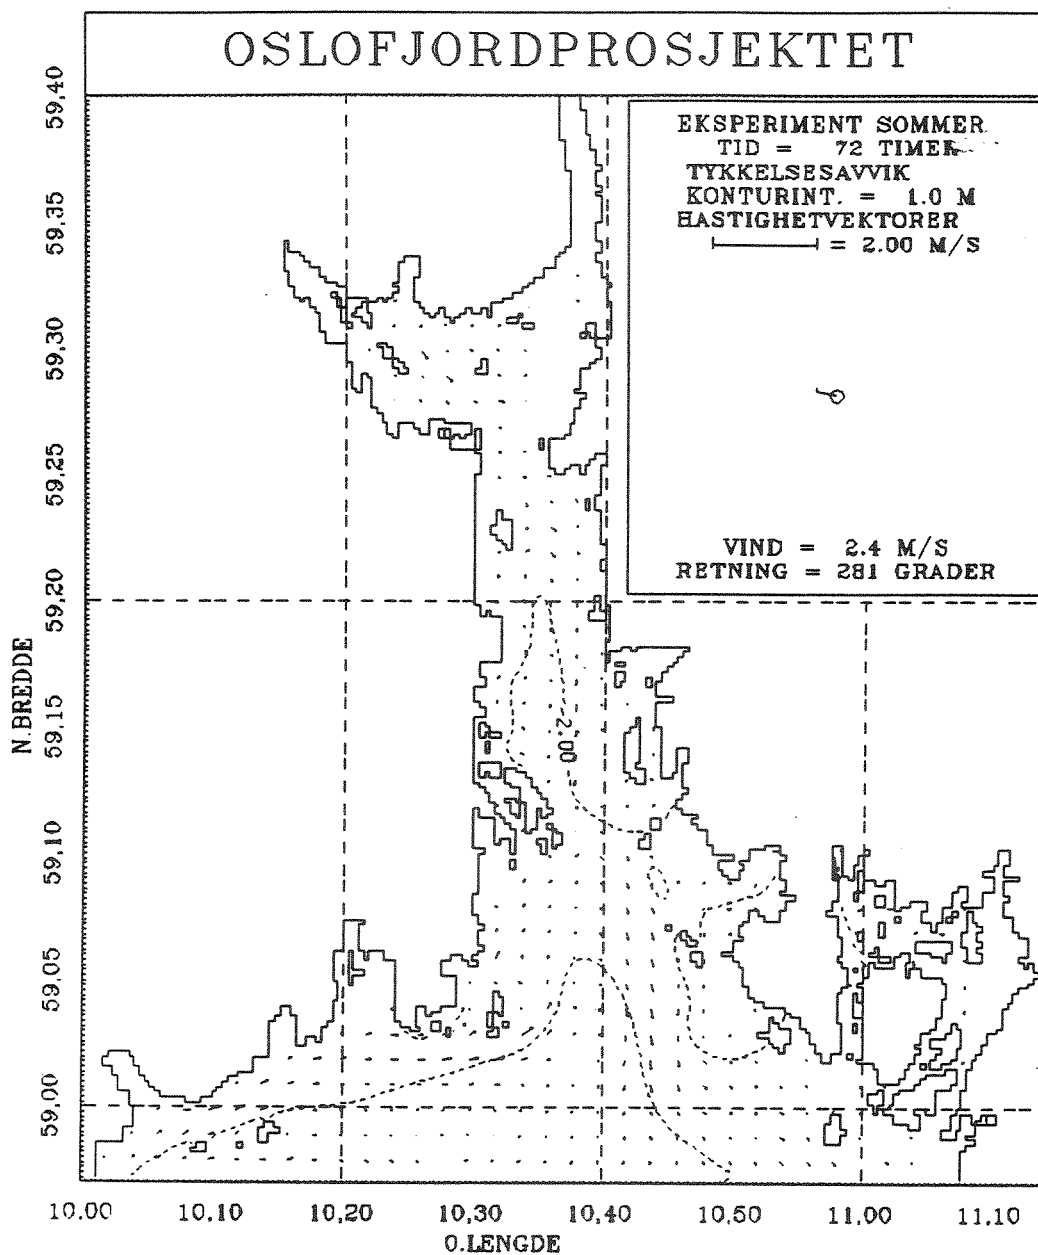 OSLOFJORDPROSJEKTET
EKSPERIMENT SOMMER
TID = 72 TIMER
TYKKELSESAVVIK
KONTURINT. = 1.0 M
HASTIGHETVEKTORER
= 2.00 M/S
VIND = 2.4 M/S
RETNING = 281 GRADER
59,40
59,35
59,30
59,25
59,20
59,15
59,10
59,05
59,00
N.BREDDE
2.00
10,00
10,10
10,20
10,30
10,40
10,50
11,00
11,10
O.LENGDE